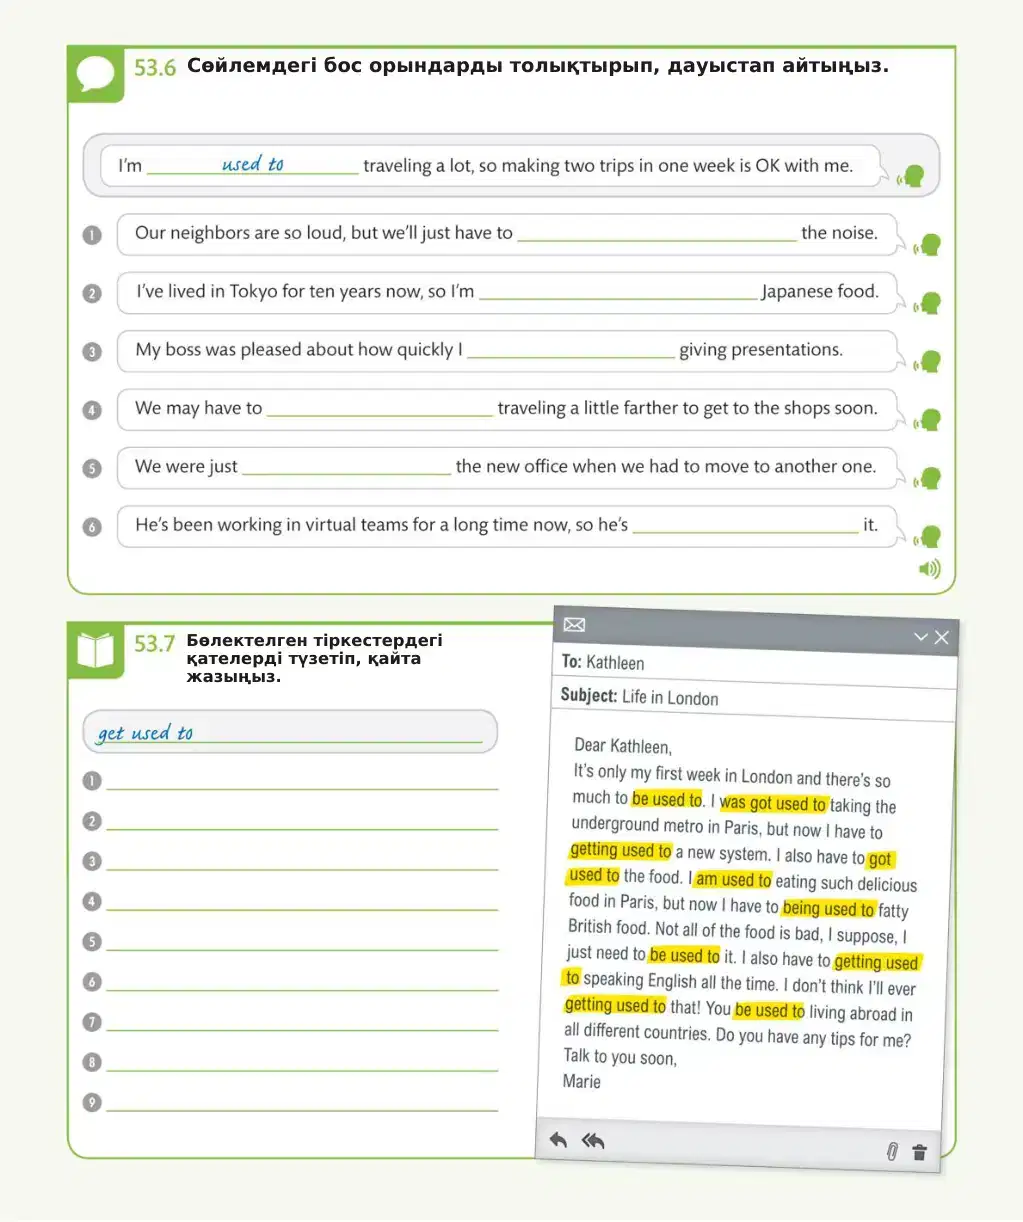 53.6 Сөйлемдегі бос орындарды толықтырып, дауыстап айтыңыз.
I'm used to traveling a lot, so making two trips in one week is OK with me.
1 Our neighbors are so loud, but we'll just have to ____ the noise.
2 I've lived in Tokyo for ten years now, so I'm ____ Japanese food.
3 My boss was pleased about how quickly I ____ giving presentations.
4 We may have to ____ traveling a little farther to get to the shops soon.
5 We were just ____ the new office when we had to move to another one.
6 He's been working in virtual teams for a long time now, so he's ____ it.
53.7 Бөлектелген тіркестердегі
қателерді түзетіп, қайта
жазыңыз.
get used to
1
2
3
4
5
6
7
8
9
To: Kathleen
Subject: Life in London
Dear Kathleen,
It's only my first week in London and there's so
much to be used to. I was got used to taking the
underground metro in Paris, but now I have to
getting used to a new system. I also have to got
used to the food. I am used to eating such delicious
food in Paris, but now I have to being used to fatty
British food. Not all of the food is bad, I suppose, I
just need to be used to it. I also have to getting used
to speaking English all the time. I don't think I'll ever
getting used to that! You be used to living abroad in
all different countries. Do you have any tips for me?
Talk to you soon,
Marie